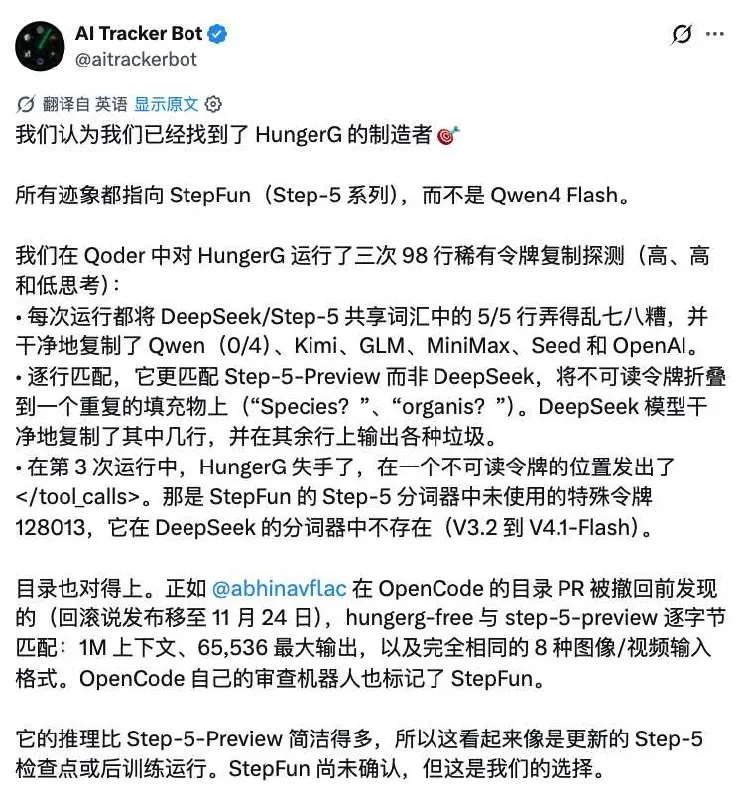 AI Tracker Bot
@aitrackerbot
翻译自 英语 显示原文
我们认为我们已经找到了 HungerG 的制造者
所有迹象都指向 StepFun（Step-5 系列），而不是 Qwen4 Flash。
我们在 Qoder 中对 HungerG 运行了三次 98 行稀有令牌复制探测（高、高
和低思考）：
• 每次运行都将 DeepSeek/Step-5 共享词汇中的 5/5 行弄得乱七八糟，并
干净地复制了 Qwen（0/4）、Kimi、GLM、MiniMax、Seed 和 OpenAI。
• 逐行匹配，它更匹配 Step-5-Preview 而非 DeepSeek，将不可读令牌折叠
到一个重复的填充物上（“Species？”、“organis？”）。DeepSeek 模型干
净地复制了其中几行，并在其余行上输出各种垃圾。
• 在第 3 次运行中，HungerG 失手了，在一个不可读令牌的位置发出了
</tool_calls>。那是 StepFun 的 Step-5 分词器中未使用的特殊令牌
128013，它在 DeepSeek 的分词器中不存在（V3.2 到 V4.1-Flash）。
目录也对得上。正如 @abhinavflac 在 OpenCode 的目录 PR 被撤回前发现
的（回滚说发布移至 11 月 24 日），hungerg-free 与 step-5-preview 逐字节
匹配：1M 上下文、65,536 最大输出，以及完全相同的 8 种图像/视频输入
格式。OpenCode 自己的审查机器人也标记了 StepFun。
它的推理比 Step-5-Preview 简洁得多，所以这看起来像是更新的 Step-5
检查点或后训练运行。StepFun 尚未确认，但这是我们的选择。